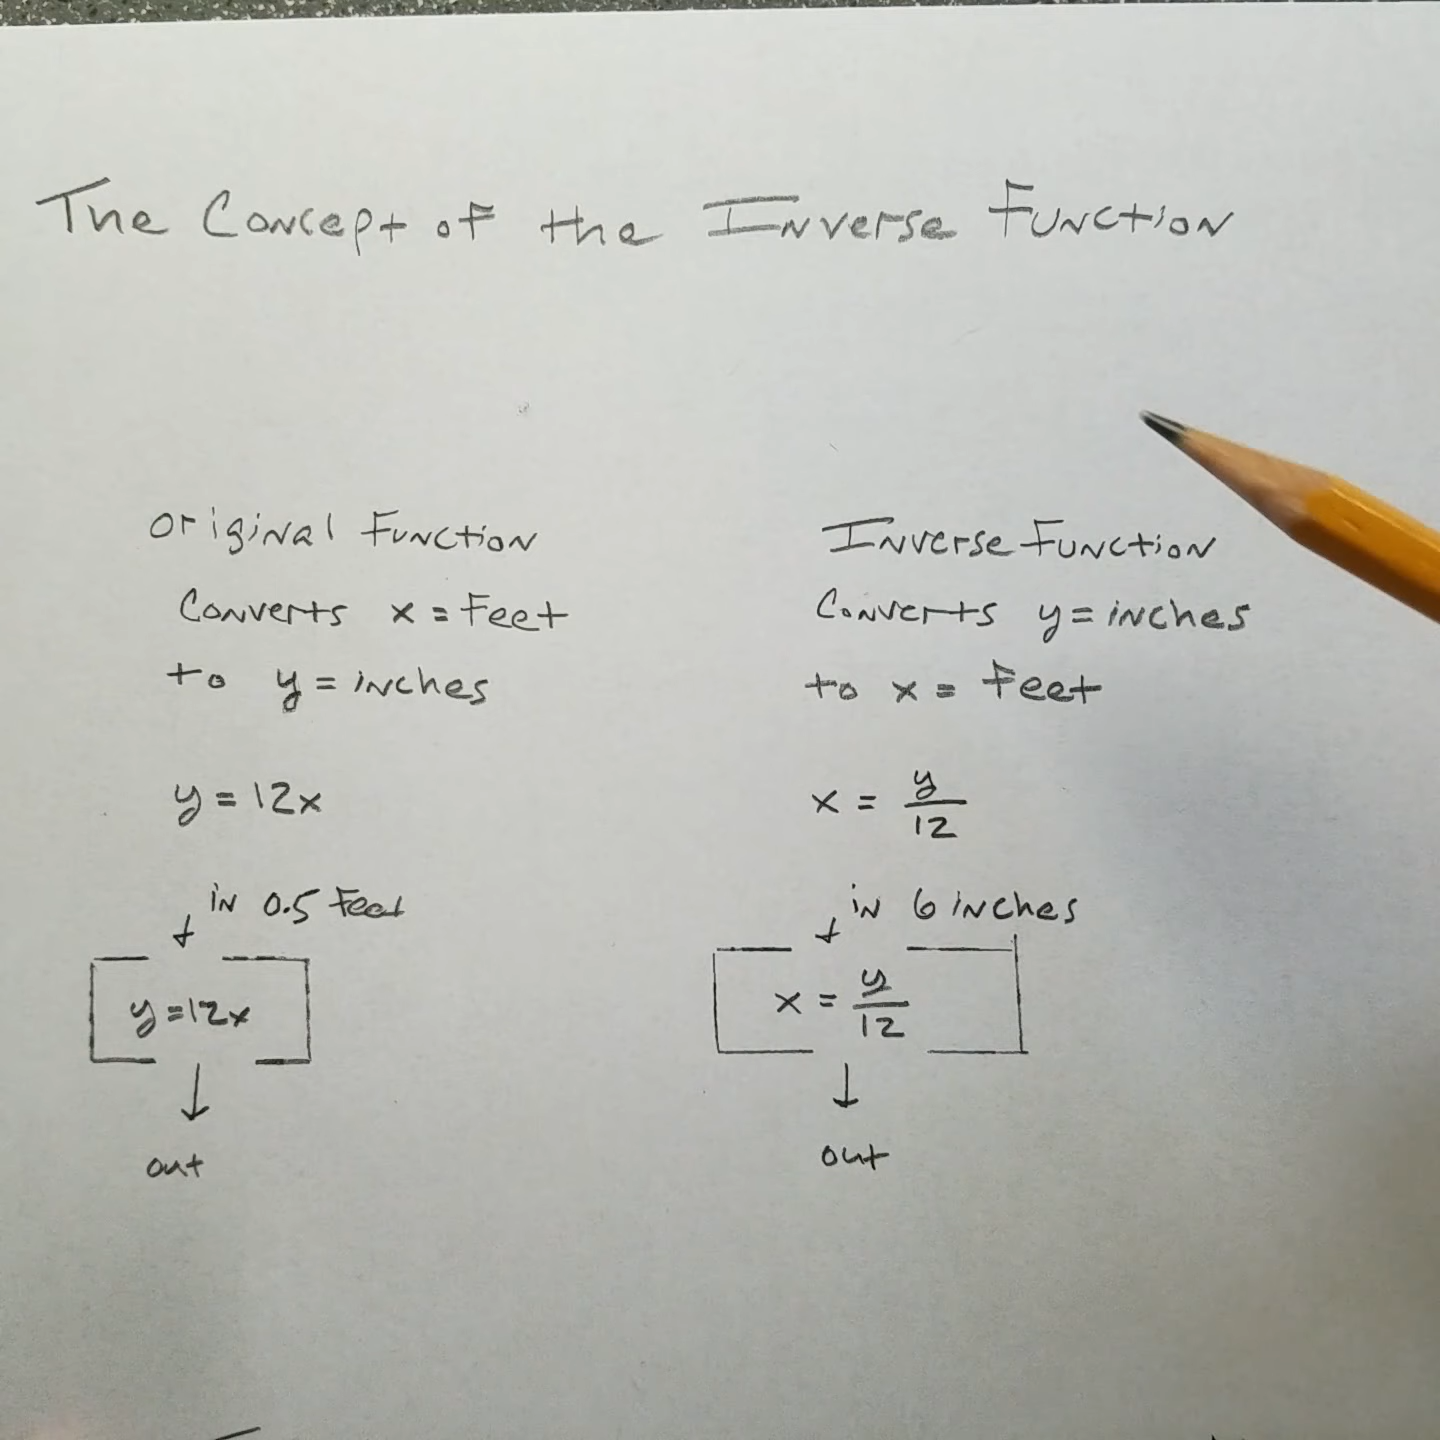 The Concept of the Inverse Function
Original Function
Converts x = Feet
to y = inches
y = 12x
in 0.5 Feet
y = 12x
out
Inverse Function
Converts y = inches
to x = Feet
x = y/12
in 6 inches
x = y/12
out